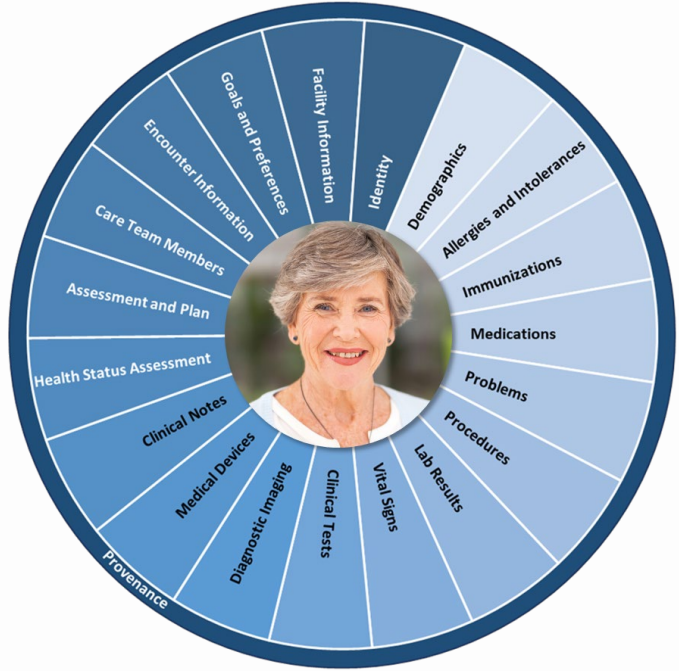 Identity
Demographics
Allergies and Intolerances
Immunizations
Medications
Problems
Procedures
Lab Results
Vital Signs
Clinical Tests
Diagnostic Imaging
Medical Devices
Clinical Notes
Health Status Assessment
Assessment and Plan
Care Team Members
Encounter Information
Goals and Preferences
Facility Information
Provenance